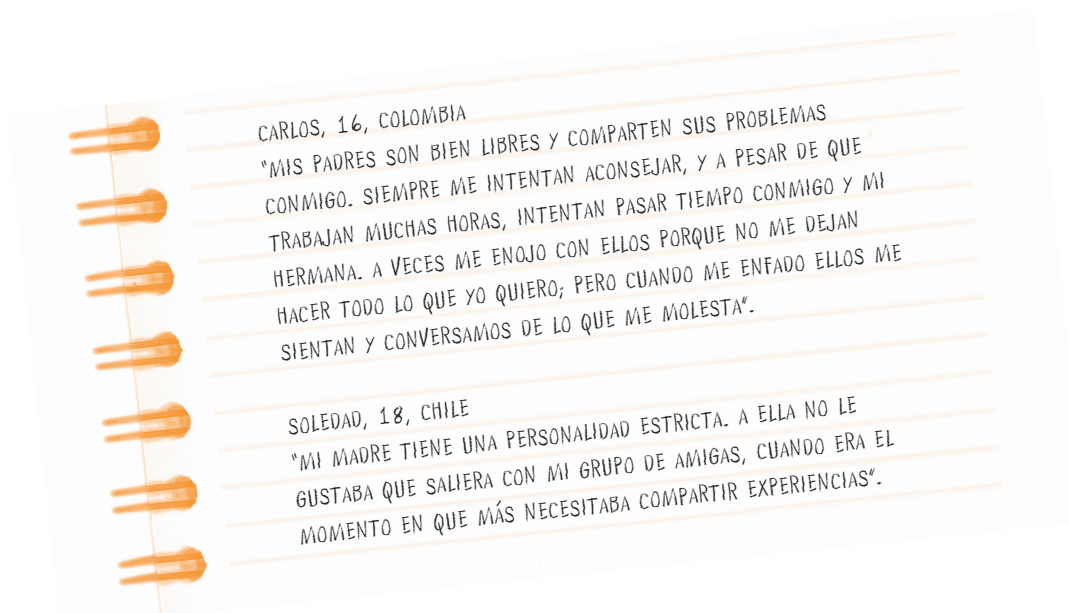 CARLOS, 16, COLOMBIA
"MIS PADRES SON BIEN LIBRES Y COMPARTEN SUS PROBLEMAS
CONMIGO. SIEMPRE ME INTENTAN ACONSEJAR, Y A PESAR DE QUE
TRABAJAN MUCHAS HORAS, INTENTAN PASAR TIEMPO CONMIGO Y MI
HERMANA. A VECES ME ENOJO CON ELLOS PORQUE NO ME DEJAN
HACER TODO LO QUE YO QUIERO; PERO CUANDO ME ENFADO ELLOS ME
SIENTAN Y CONVERSAMOS DE LO QUE ME MOLESTA".
SOLEDAD, 18, CHILE
"MI MADRE TIENE UNA PERSONALIDAD ESTRICTA. A ELLA NO LE
GUSTABA QUE SALIERA CON MI GRUPO DE AMIGAS, CUANDO ERA EL
MOMENTO EN QUE MÁS NECESITABA COMPARTIR EXPERIENCIAS".